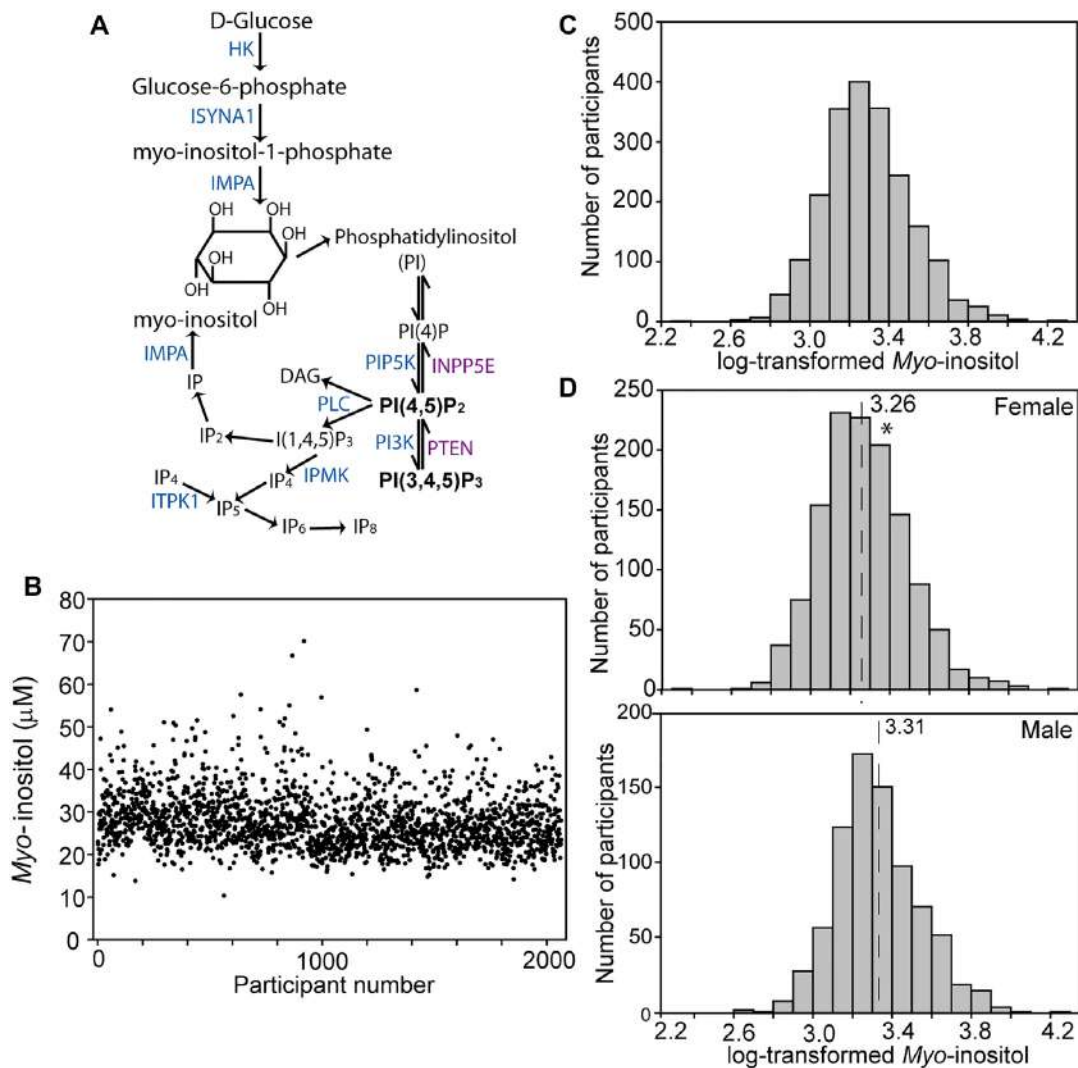 A
D-Glucose
HK
Glucose-6-phosphate
ISYNA1
myo-inositol-1-phosphate
IMPA
OH OH
OH OH
OH OH
Phosphatidylinositol
(PI)
myo-inositol
PI(4)P
IMPA
PIP5K INPP5E
IP
DAG
PLC PI(4,5)P2
IP2 I(1,4,5)P3 PI3K PTEN
IP4 IP4 IPMK PI(3,4,5)P3
ITPK1 IP5
IP6 IP8
B
80
70
60
50
40
30
20
10
0
Myo-inositol (μM)
0 1000 2000
Participant number
C
500
400
300
200
100
0
Number of participants
2.2 2.6 3.0 3.4 3.8 4.2
log-transformed Myo-inositol
D
250
200
150
100
50
0
Number of participants
3.26 Female
*
200
150
100
50
0
Number of participants
3.31 Male
2.2 2.6 3.0 3.4 3.8 4.2
log-transformed Myo-inositol